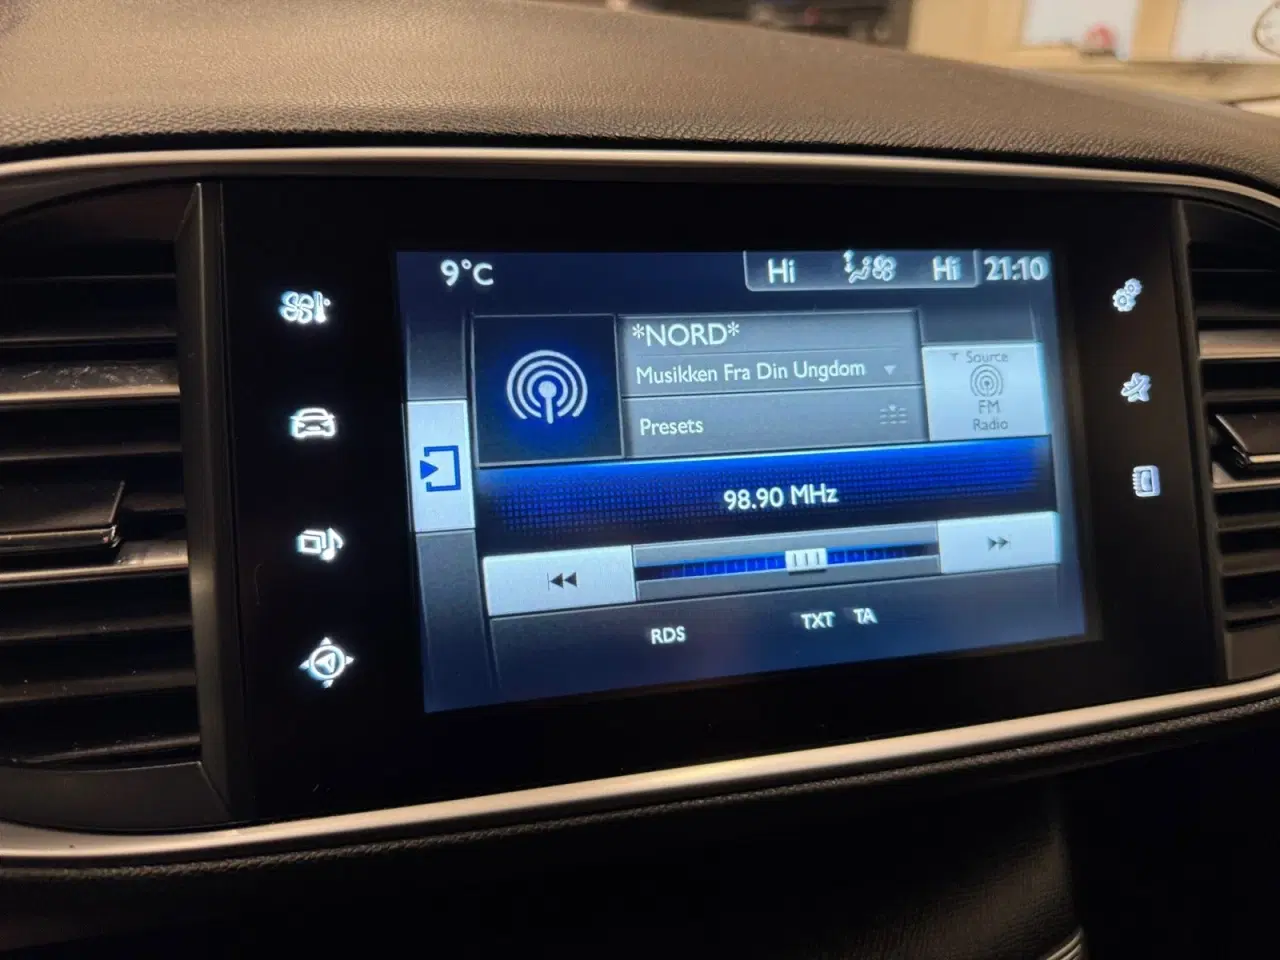 9°C
Hi
Hi
21:10
*NORD*
Musikken Fra Din Ungdom
Source
FM
Radio
Presets
98.90 MHz
RDS
TXT
TA